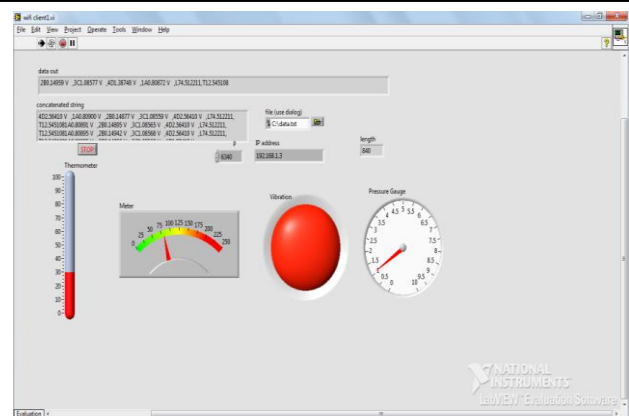 wifi client1.vi
File Edit View Project Operate Tools Window Help
data out
2B0.14959 V ,3C1.08577 V ,4D1.38748 V ,1A0.80872 V ,L74.512211,T12.545108
concatenated string
4D2.56410 V ,1A0.80900 V ,2B0.14877 V ,3C1.08559 V ,4D2.56410 V ,L74.512211,
T12.5451081A0.80895 V ,2B0.14895 V ,3C1.08565 V ,4D2.56410 V ,L74.512211,
T12.5451081A0.80895 V ,2B0.14942 V ,3C1.08568 V ,4D2.56410 V ,L74.512211,
file (use dialog)
C:\data.txt
P
6340
IP address
192.168.1.3
length
840
STOP
Thermometer
100
90
80
70
60
50
40
30
20
10
0
Meter
0 25 50 75 100 125 150 175 200 225 250
Vibration
Pressure Gauge
0 0.5 1 1.5 2 2.5 3 3.5 4 4.5 5 5.5 6 6.5 7 7.5 8 8.5 9 9.5 10
NATIONAL
INSTRUMENTS
LabVIEW Evaluation Software
Evaluation